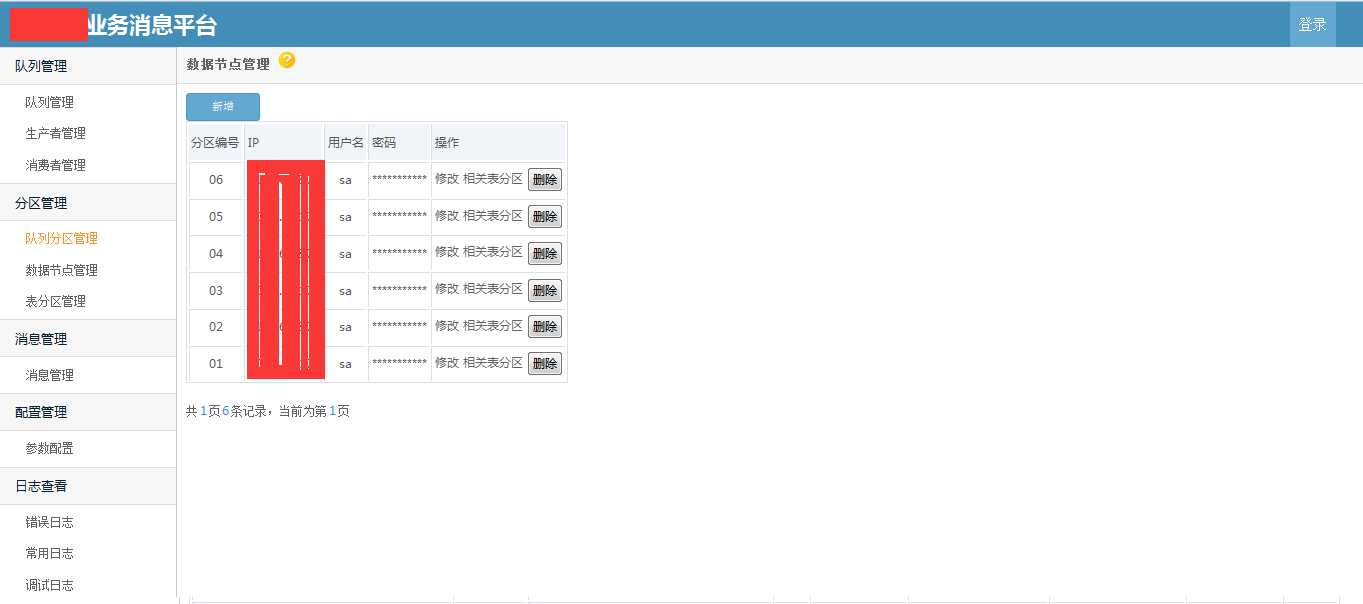 业务消息平台
登录
队列管理
队列管理
生产者管理
消费者管理
分区管理
队列分区管理
数据节点管理
表分区管理
消息管理
消息管理
配置管理
参数配置
日志查看
错误日志
常用日志
调试日志
数据节点管理 ?
新增
分区编号 IP 用户名 密码 操作
06 sa *********** 修改 相关表分区 删除
05 sa *********** 修改 相关表分区 删除
04 sa *********** 修改 相关表分区 删除
03 sa *********** 修改 相关表分区 删除
02 sa *********** 修改 相关表分区 删除
01 sa *********** 修改 相关表分区 删除
共1页6条记录，当前为第1页